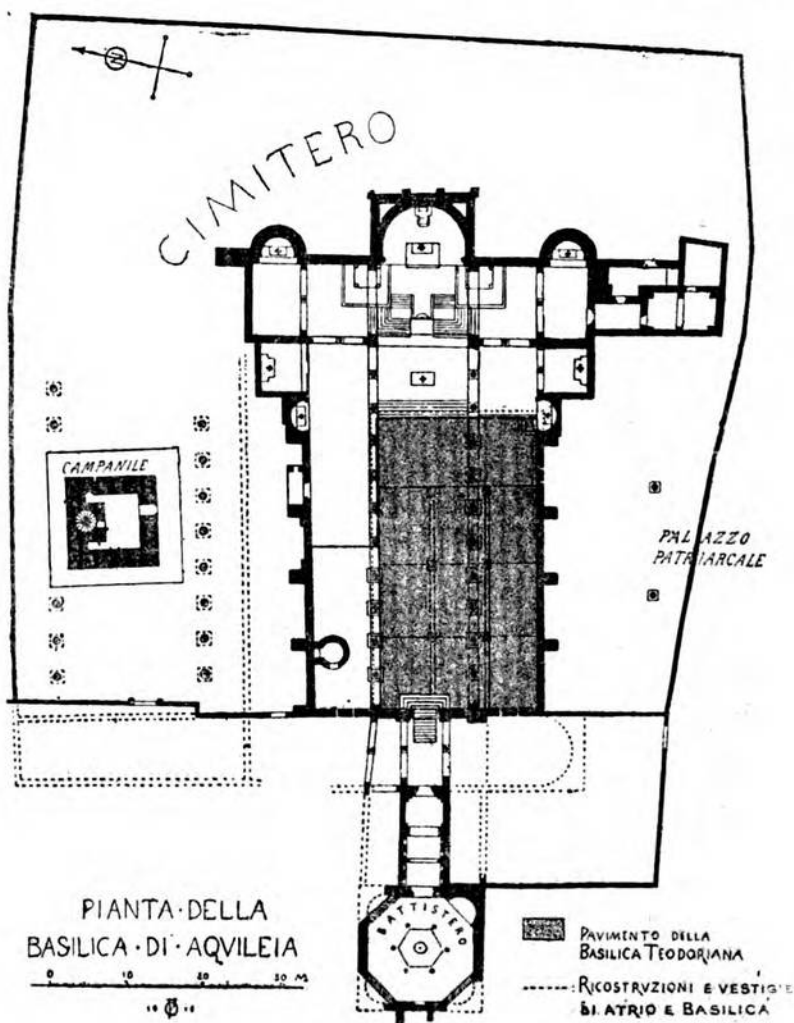 N
CIMITERO
CAMPANILE
PALAZZO
PATRIARCALE
BATTISTERO
PIANTA·DELLA
BASILICA·DI·AQVILEIA
0 10 20 30 M
PAVIMENTO DELLA
BASILICA TEODORIANA
RICOSTRVZIONI E VESTIGIE
DI ATRIO E BASILICA